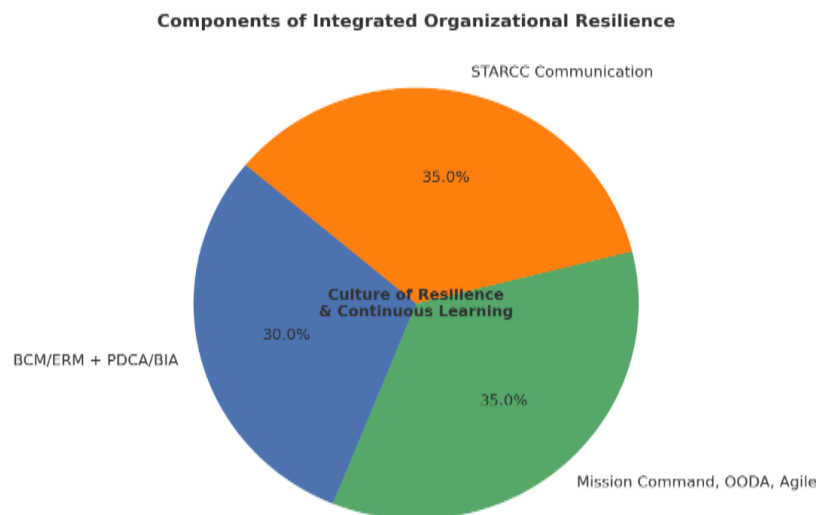 Components of Integrated Organizational Resilience
STARCC Communication
35.0%
Culture of Resilience
& Continuous Learning
30.0%
BCM/ERM + PDCA/BIA
35.0%
Mission Command, OODA, Agile